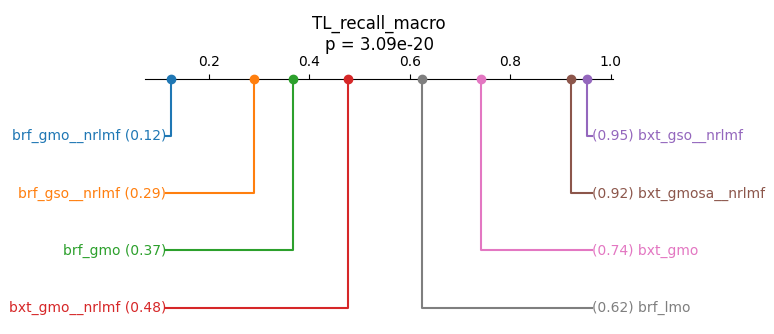 TL_recall_macro
p = 3.09e-20
0.2 0.4 0.6 0.8 1.0
brf_gmo__nrlmf (0.12) (0.95) bxt_gso__nrlmf
brf_gso__nrlmf (0.29) (0.92) bxt_gmosa__nrlmf
brf_gmo (0.37) (0.74) bxt_gmo
bxt_gmo__nrlmf (0.48) (0.62) brf_lmo